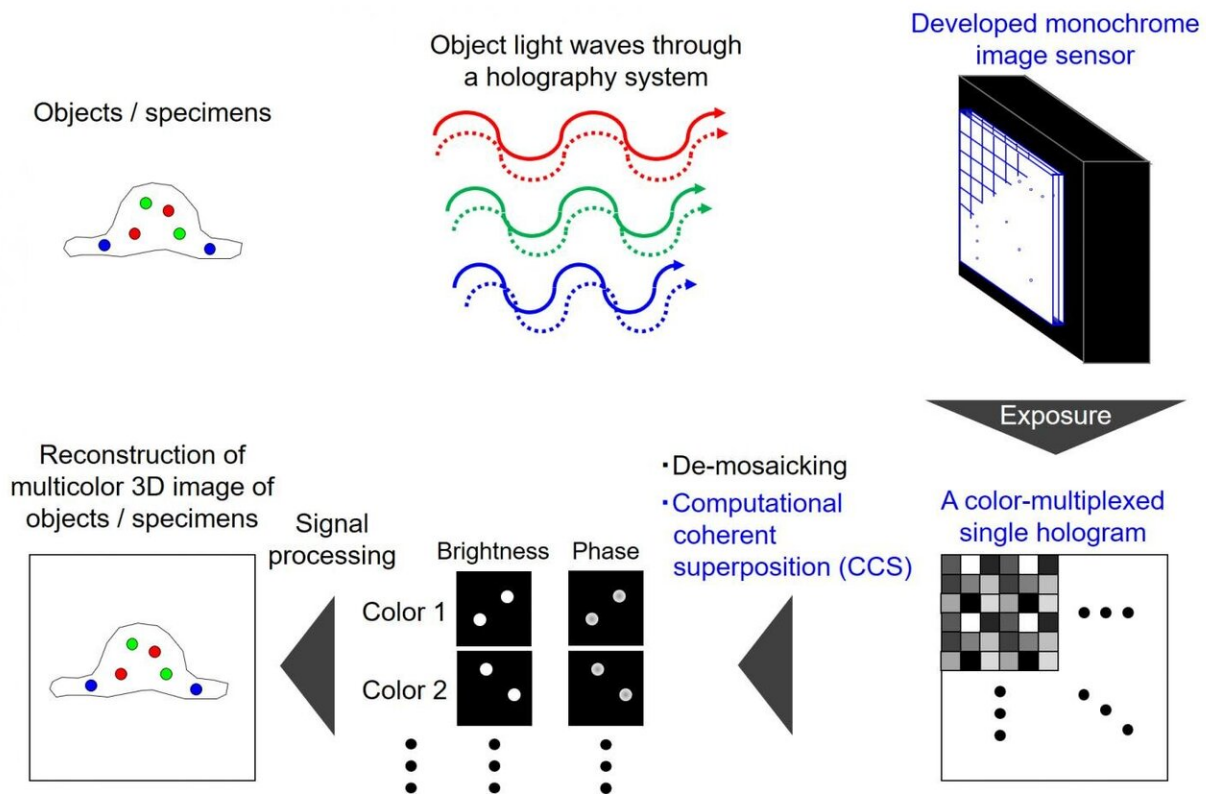 Objects / specimens
Object light waves through
a holography system
Developed monochrome
image sensor
Exposure
A color-multiplexed
single hologram
・De-mosaicking
・Computational
coherent
superposition (CCS)
Brightness Phase
Color 1
Color 2
Signal
processing
Reconstruction of
multicolor 3D image of
objects / specimens